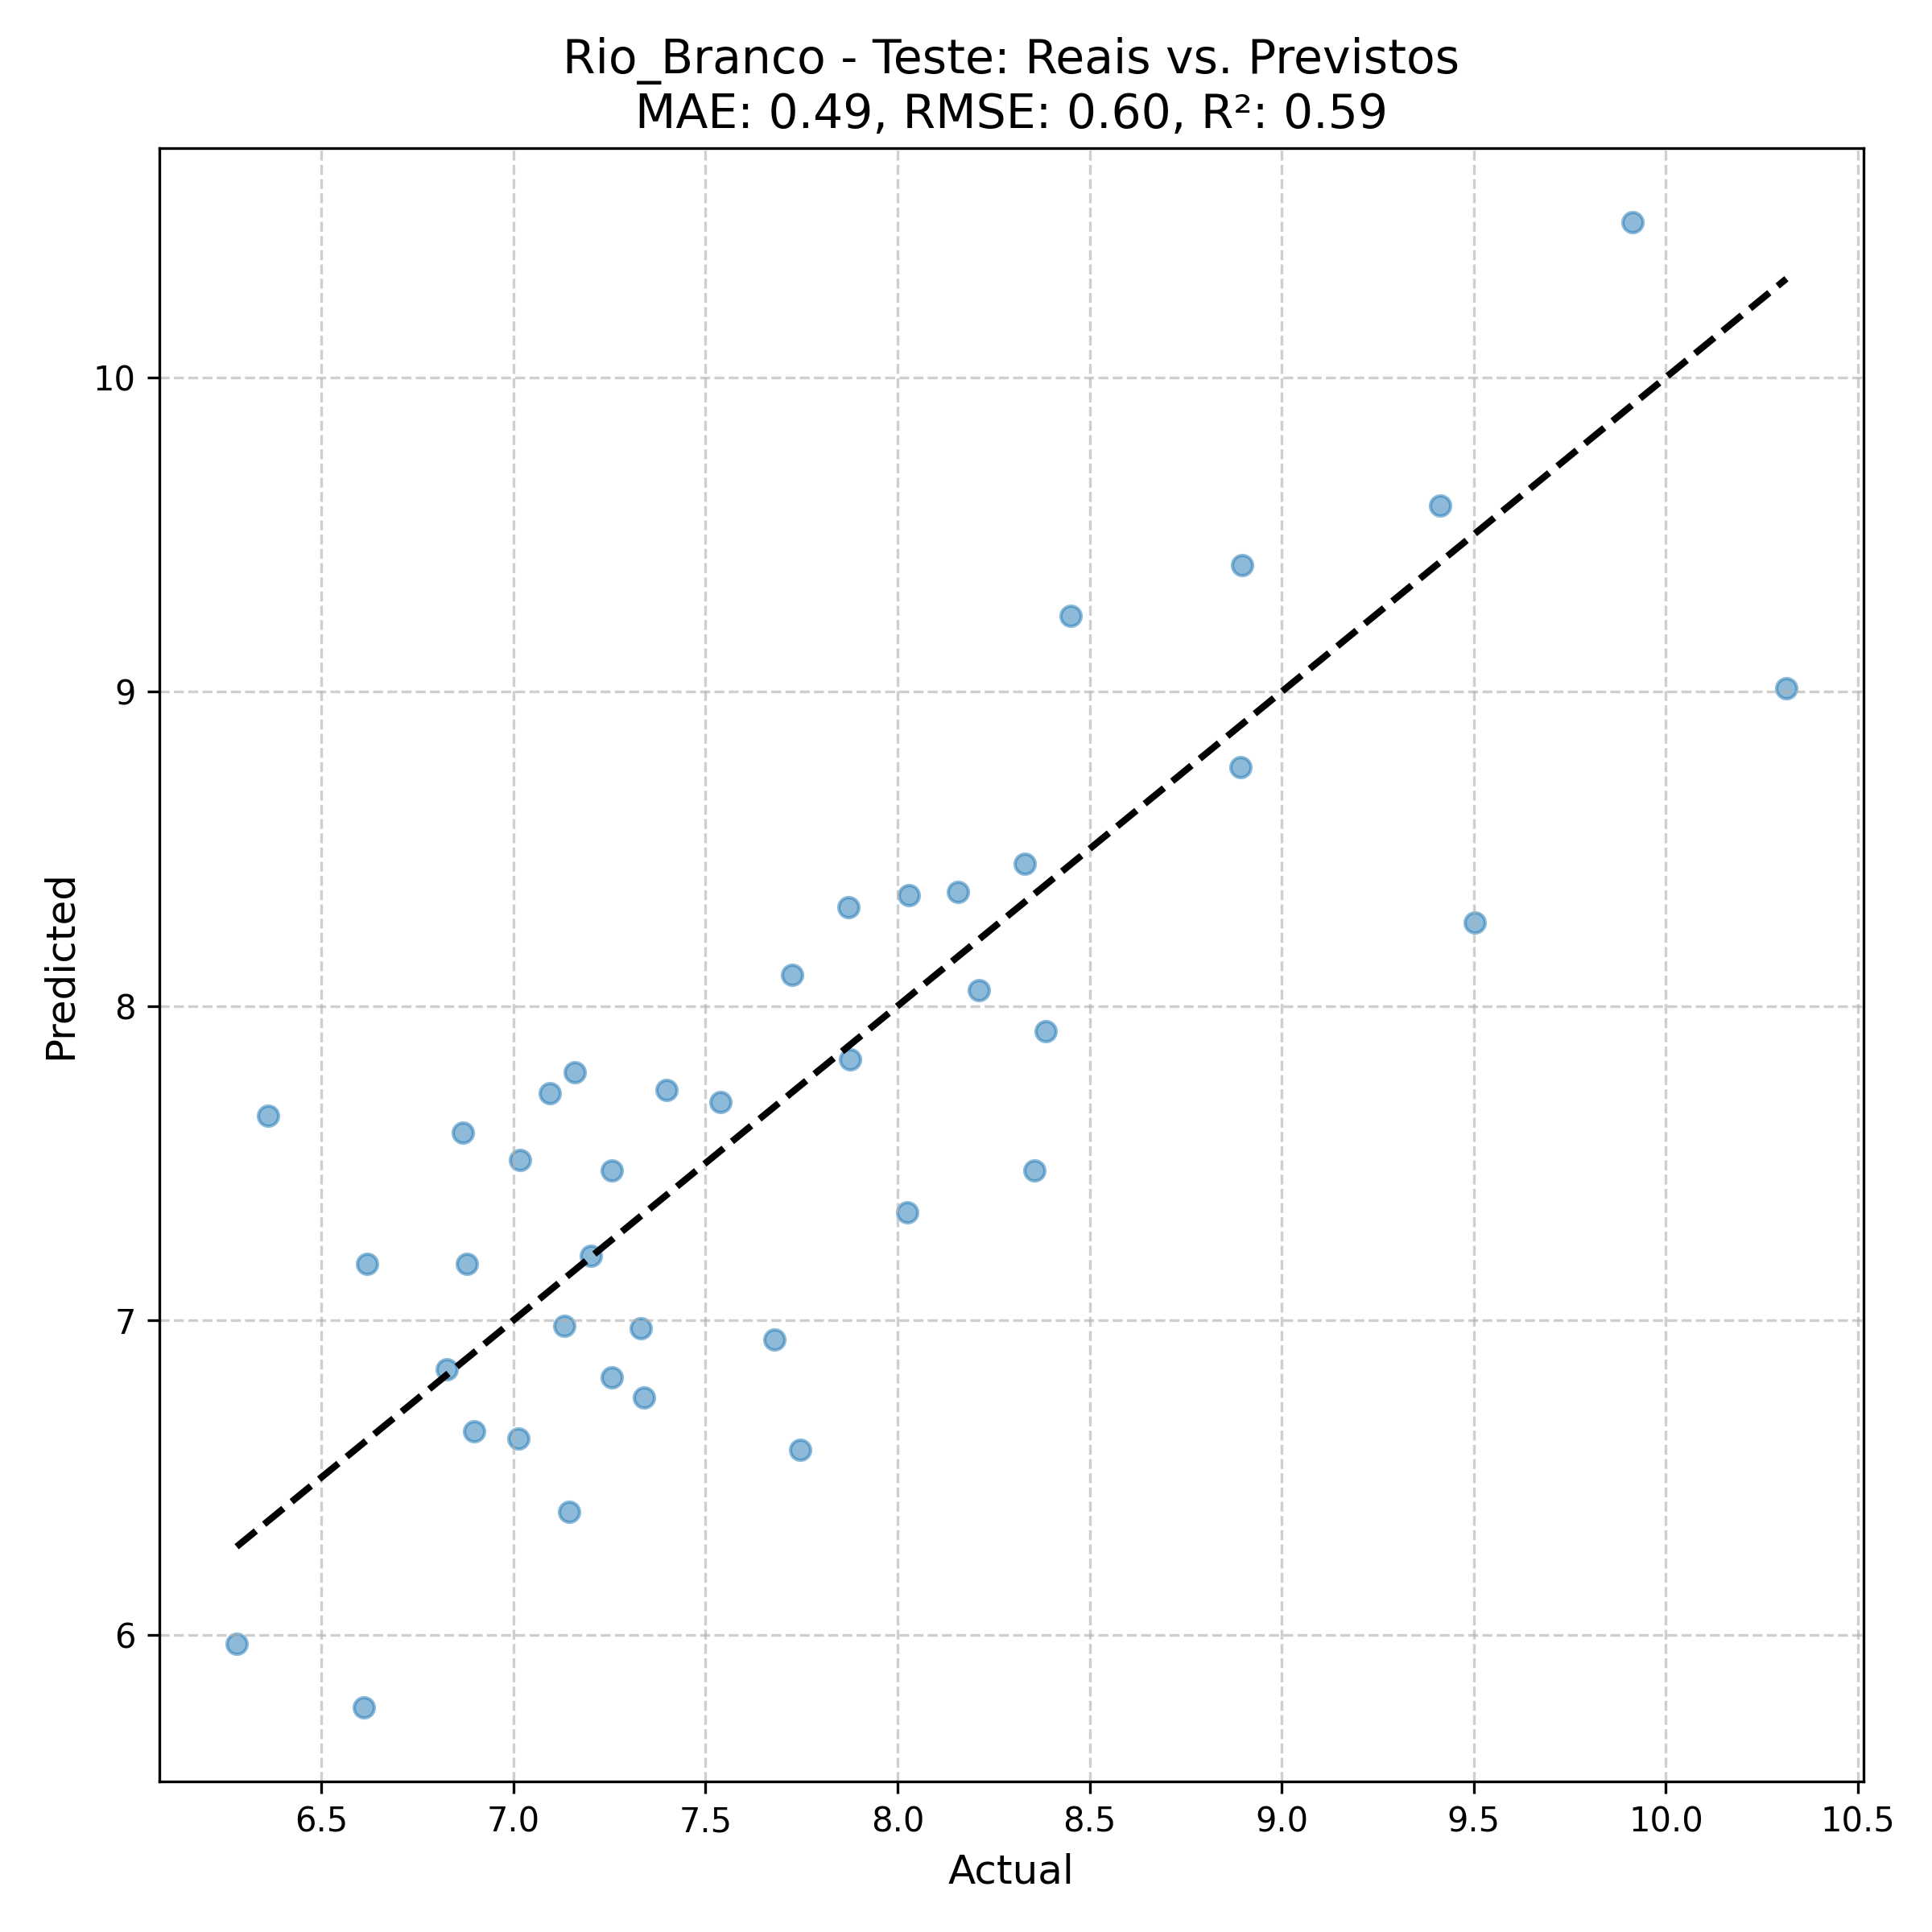 Rio_Branco - Teste: Reais vs. Previstos
MAE: 0.49, RMSE: 0.60, R²: 0.59
Predicted
10
9
8
7
6
6.5 7.0 7.5 8.0 8.5 9.0 9.5 10.0 10.5
Actual